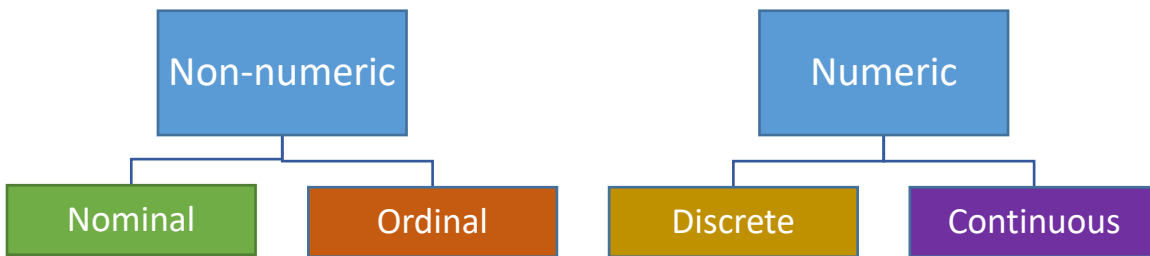 Non-numeric
Numeric
Nominal
Ordinal
Discrete
Continuous